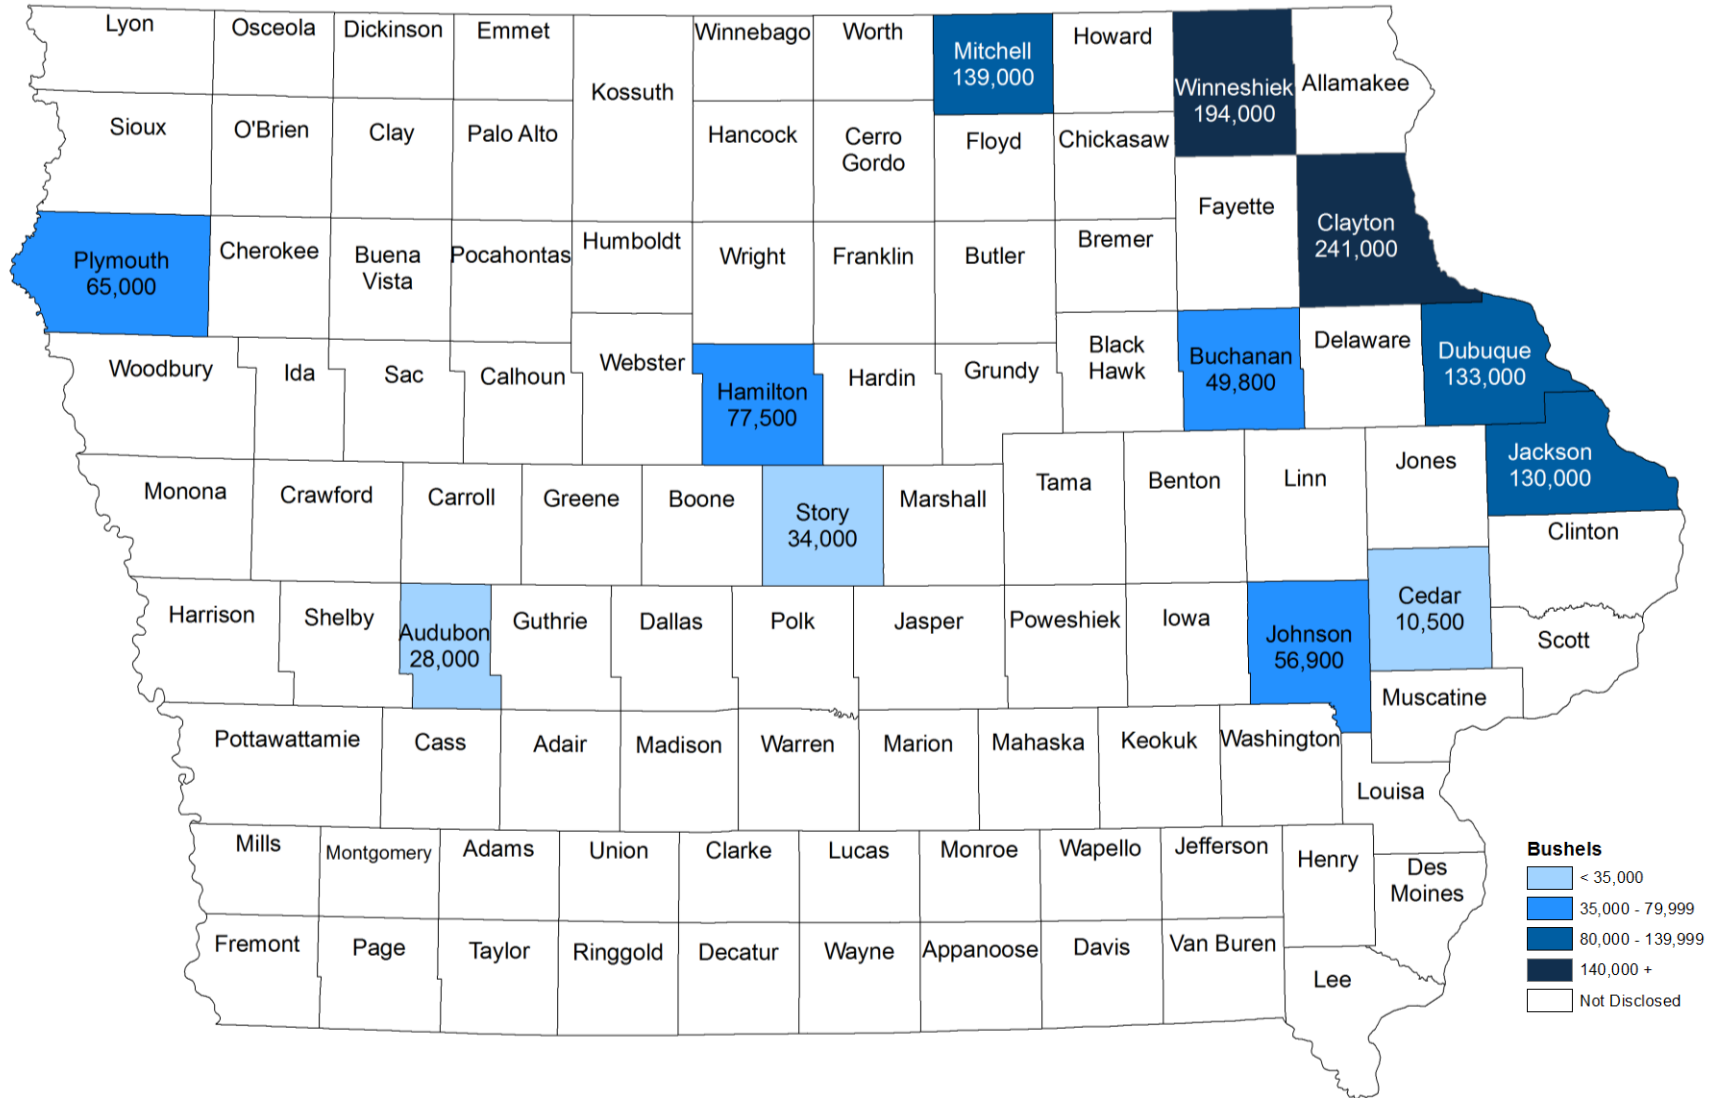 Lyon
Osceola
Dickinson
Emmet
Kossuth
Winnebago
Worth
Mitchell
139,000
Howard
Winneshiek
194,000
Allamakee
Sioux
O'Brien
Clay
Palo Alto
Hancock
Cerro
Gordo
Floyd
Chickasaw
Fayette
Clayton
241,000
Plymouth
65,000
Cherokee
Buena
Vista
Pocahontas
Humboldt
Wright
Franklin
Butler
Bremer
Woodbury
Ida
Sac
Calhoun
Webster
Hamilton
77,500
Hardin
Grundy
Black
Hawk
Buchanan
49,800
Delaware
Dubuque
133,000
Monona
Crawford
Carroll
Greene
Boone
Story
34,000
Marshall
Tama
Benton
Linn
Jones
Jackson
130,000
Clinton
Harrison
Shelby
Audubon
28,000
Guthrie
Dallas
Polk
Jasper
Poweshiek
Iowa
Johnson
56,900
Cedar
10,500
Scott
Muscatine
Pottawattamie
Cass
Adair
Madison
Warren
Marion
Mahaska
Keokuk
Washington
Louisa
Mills
Montgomery
Adams
Union
Clarke
Lucas
Monroe
Wapello
Jefferson
Henry
Des
Moines
Fremont
Page
Taylor
Ringgold
Decatur
Wayne
Appanoose
Davis
Van Buren
Lee
Bushels
< 35,000
35,000 - 79,999
80,000 - 139,999
140,000 +
Not Disclosed